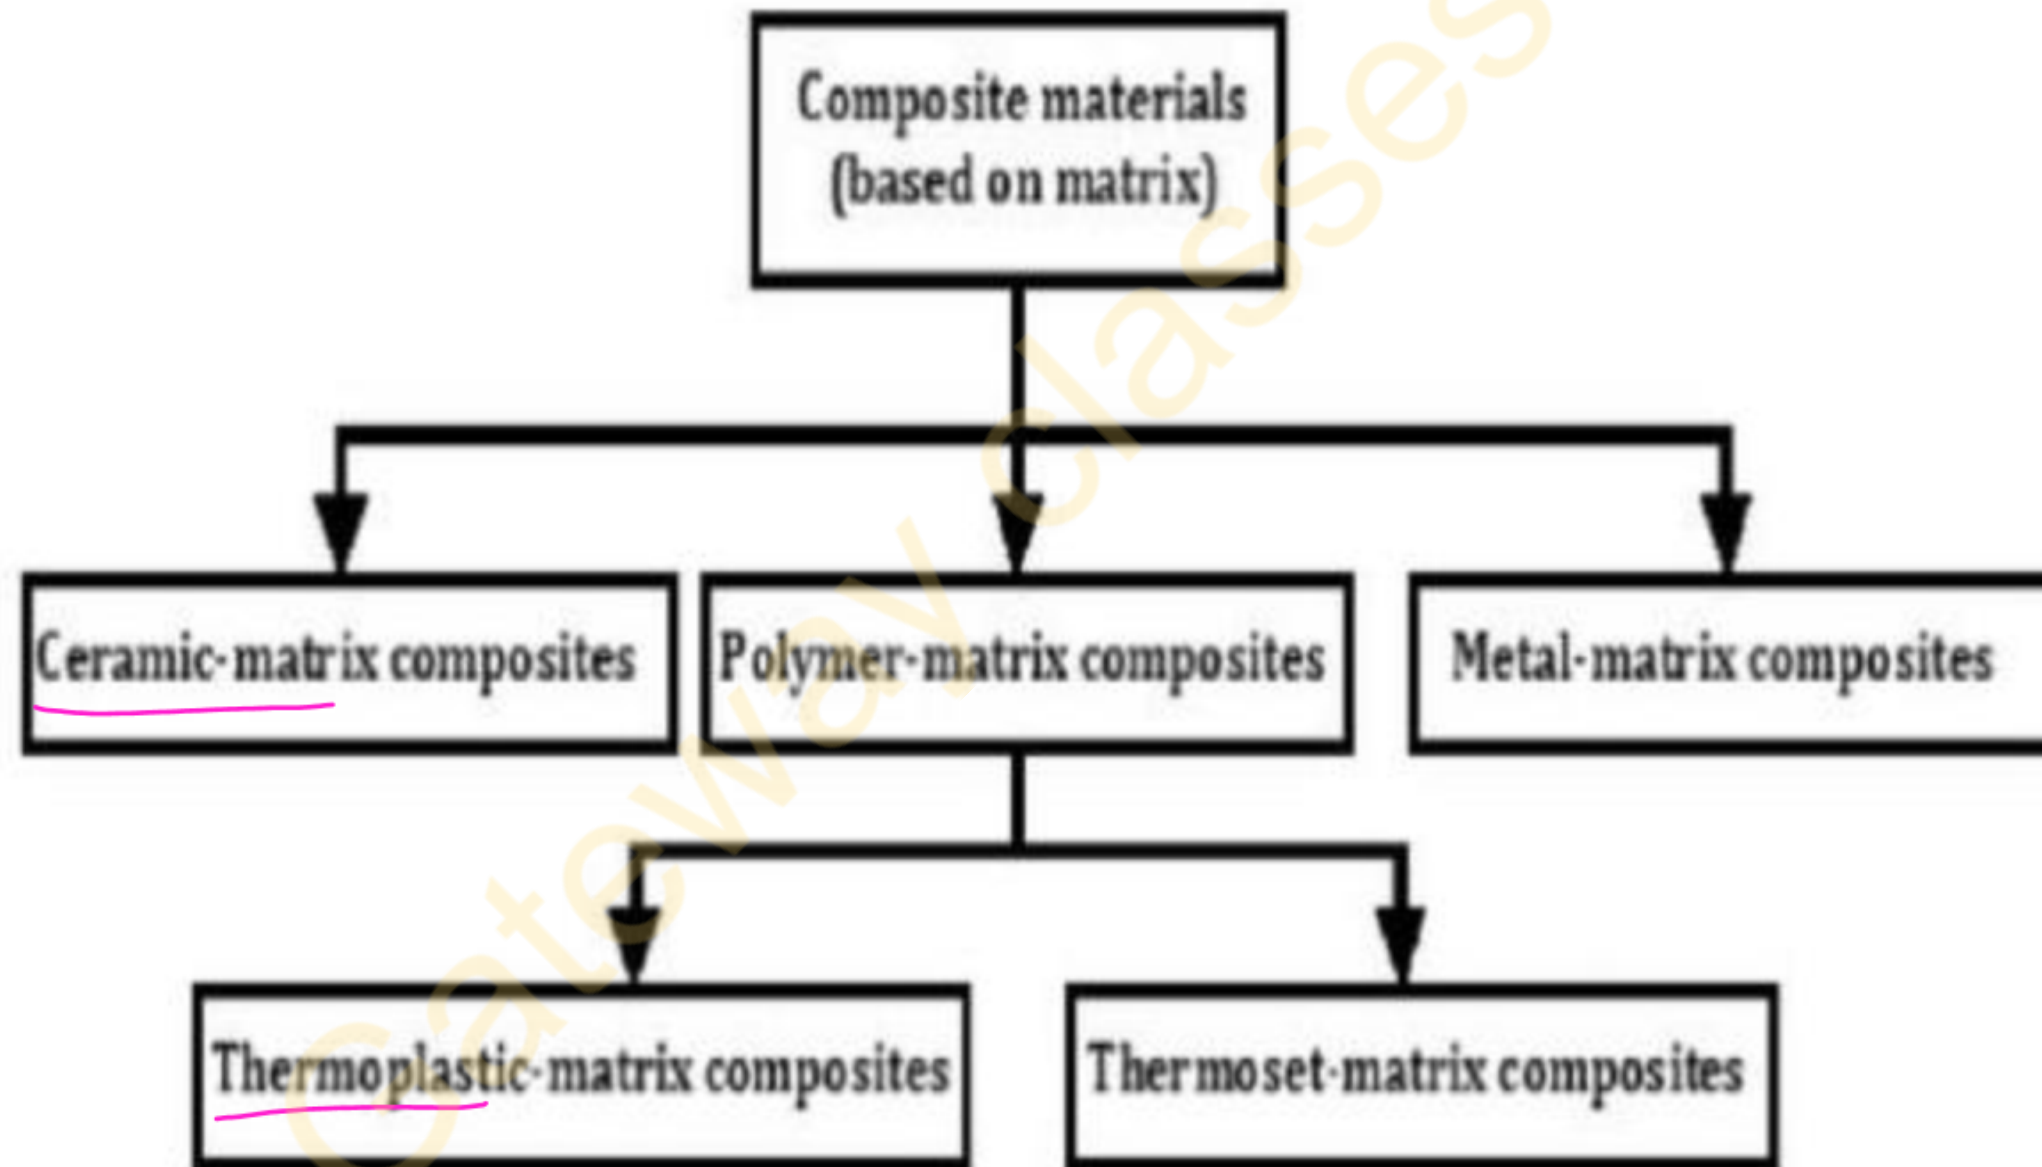 Composite materials
(based on matrix)
Ceramic-matrix composites
Polymer-matrix composites
Metal-matrix composites
Thermoplastic-matrix composites
Thermoset-matrix composites
Gateway classes